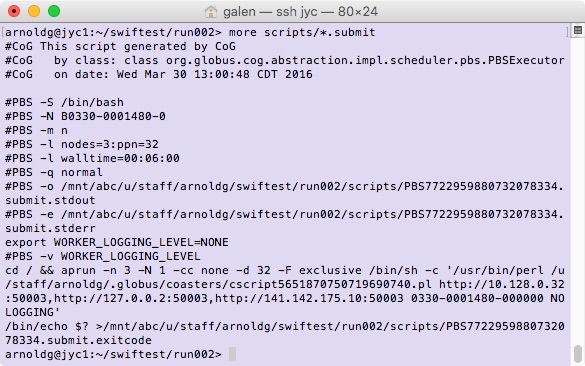 galen — ssh jyc — 80×24
arnoldg@jyc1:~/swiftest/run002> more scripts/*.submit
#CoG This script generated by CoG
#CoG   by class: class org.globus.cog.abstraction.impl.scheduler.pbs.PBSExecutor
#CoG   on date: Wed Mar 30 13:00:48 CDT 2016
#PBS -S /bin/bash
#PBS -N B0330-0001480-0
#PBS -m n
#PBS -l nodes=3:ppn=32
#PBS -l walltime=00:06:00
#PBS -q normal
#PBS -o /mnt/abc/u/staff/arnoldg/swiftest/run002/scripts/PBS7722959880732078334.
submit.stdout
#PBS -e /mnt/abc/u/staff/arnoldg/swiftest/run002/scripts/PBS7722959880732078334.
submit.stderr
export WORKER_LOGGING_LEVEL=NONE
#PBS -v WORKER_LOGGING_LEVEL
cd / && aprun -n 3 -N 1 -cc none -d 32 -F exclusive /bin/sh -c '/usr/bin/perl /u
/staff/arnoldg/.globus/coasters/cscript5651870750719690740.pl http://10.128.0.32
:50003,http://127.0.0.2:50003,http://141.142.175.10:50003 0330-0001480-000000 NO
LOGGING'
/bin/echo $? >/mnt/abc/u/staff/arnoldg/swiftest/run002/scripts/PBS77229598807320
78334.submit.exitcode
arnoldg@jyc1:~/swiftest/run002>